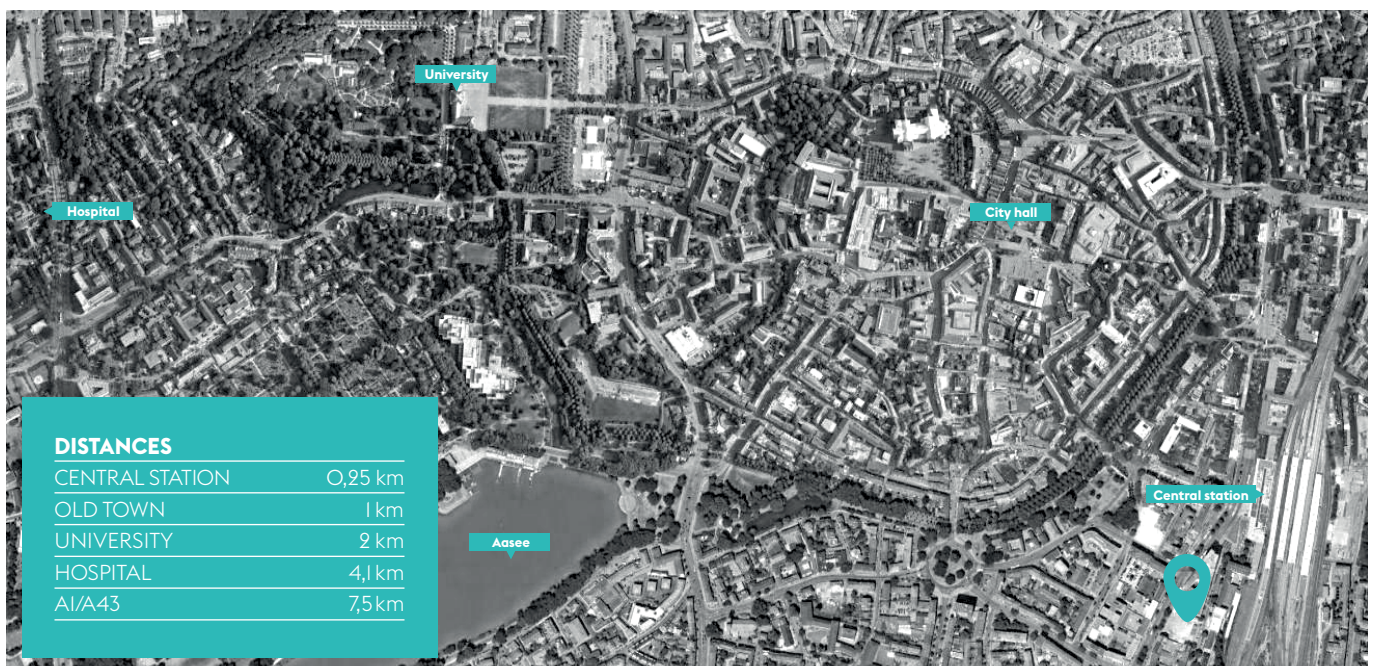 University
Hospital
City hall
DISTANCES
CENTRAL STATION 0,25 km
OLD TOWN 1 km
UNIVERSITY 2 km
HOSPITAL 4,1 km
A1/A43 7,5 km
Central station
Aasee